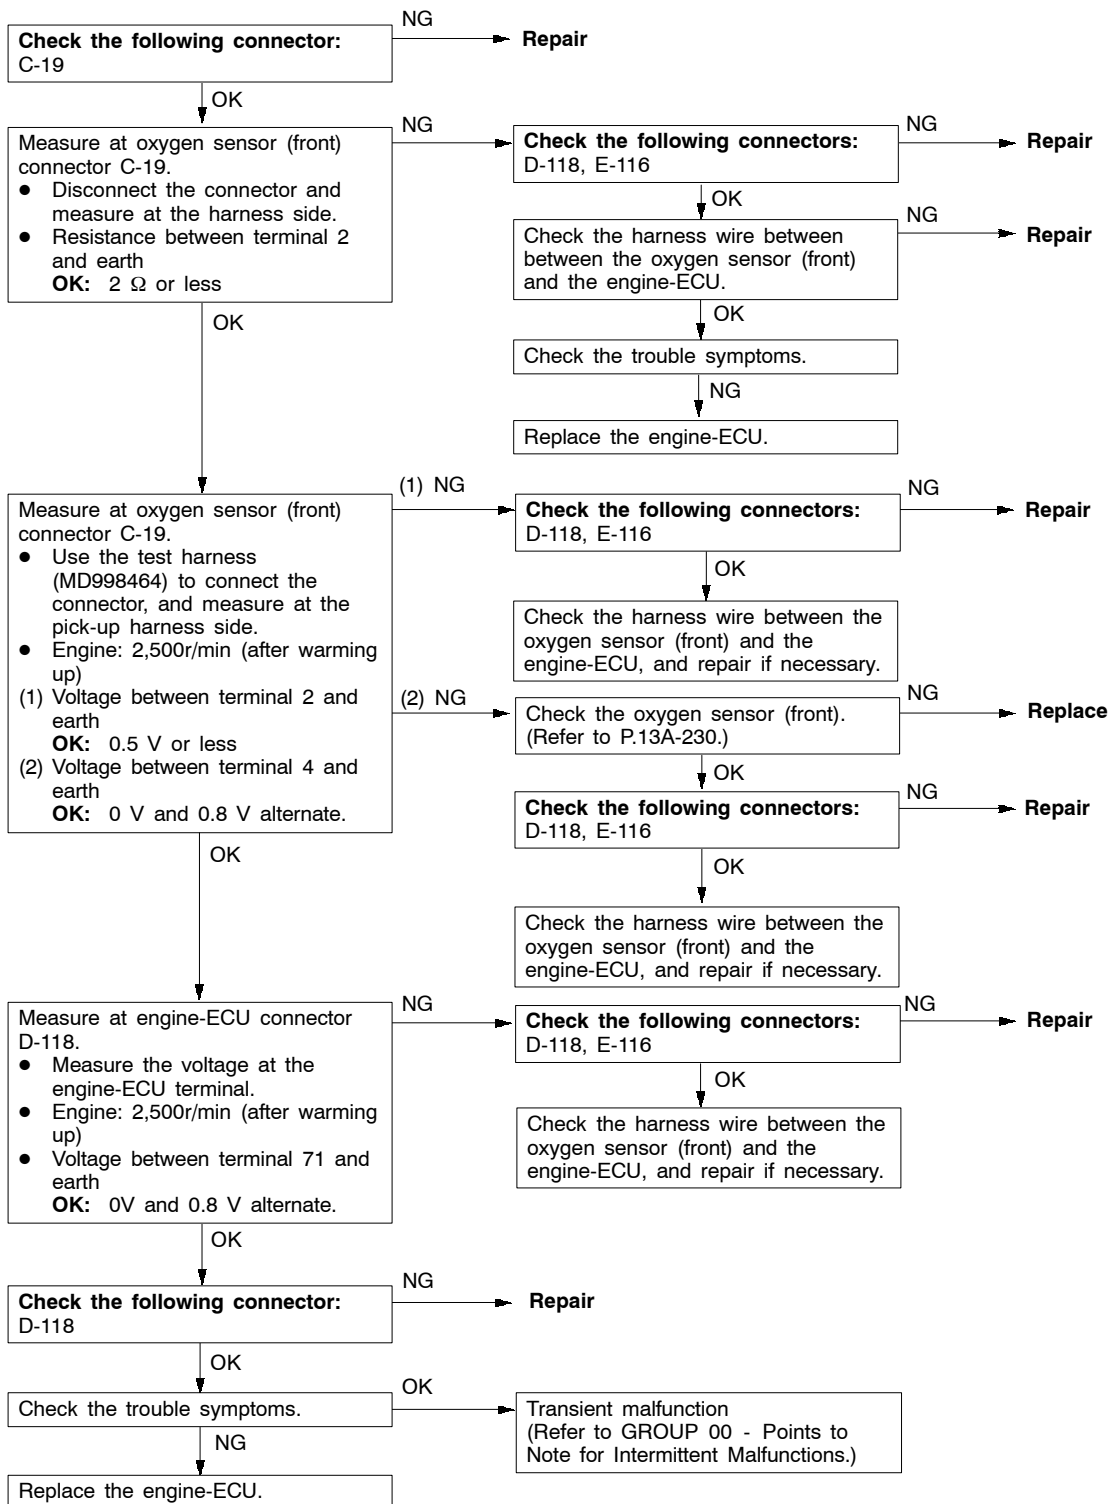 Check the following connector:
C-19
NG
Repair
OK
Measure at oxygen sensor (front)
connector C-19.
● Disconnect the connector and
measure at the harness side.
● Resistance between terminal 2
and earth
OK: 2 Ω or less
NG
Check the following connectors:
D-118, E-116
NG
Repair
OK
Check the harness wire between
between the oxygen sensor (front)
and the engine-ECU.
NG
Repair
OK
Check the trouble symptoms.
NG
Replace the engine-ECU.
OK
Measure at oxygen sensor (front)
connector C-19.
● Use the test harness
(MD998464) to connect the
connector, and measure at the
pick-up harness side.
● Engine: 2,500r/min (after warming
up)
(1) Voltage between terminal 2 and
earth
OK: 0.5 V or less
(2) Voltage between terminal 4 and
earth
OK: 0 V and 0.8 V alternate.
(1) NG
Check the following connectors:
D-118, E-116
NG
Repair
OK
Check the harness wire between the
oxygen sensor (front) and the
engine-ECU, and repair if necessary.
(2) NG
Check the oxygen sensor (front).
(Refer to P.13A-230.)
NG
Replace
OK
Check the following connectors:
D-118, E-116
NG
Repair
OK
Check the harness wire between the
oxygen sensor (front) and the
engine-ECU, and repair if necessary.
OK
Measure at engine-ECU connector
D-118.
● Measure the voltage at the
engine-ECU terminal.
● Engine: 2,500r/min (after warming
up)
● Voltage between terminal 71 and
earth
OK: 0V and 0.8 V alternate.
NG
Check the following connectors:
D-118, E-116
NG
Repair
OK
Check the harness wire between the
oxygen sensor (front) and the
engine-ECU, and repair if necessary.
OK
Check the following connector:
D-118
NG
Repair
OK
Check the trouble symptoms.
OK
Transient malfunction
(Refer to GROUP 00 - Points to
Note for Intermittent Malfunctions.)
NG
Replace the engine-ECU.